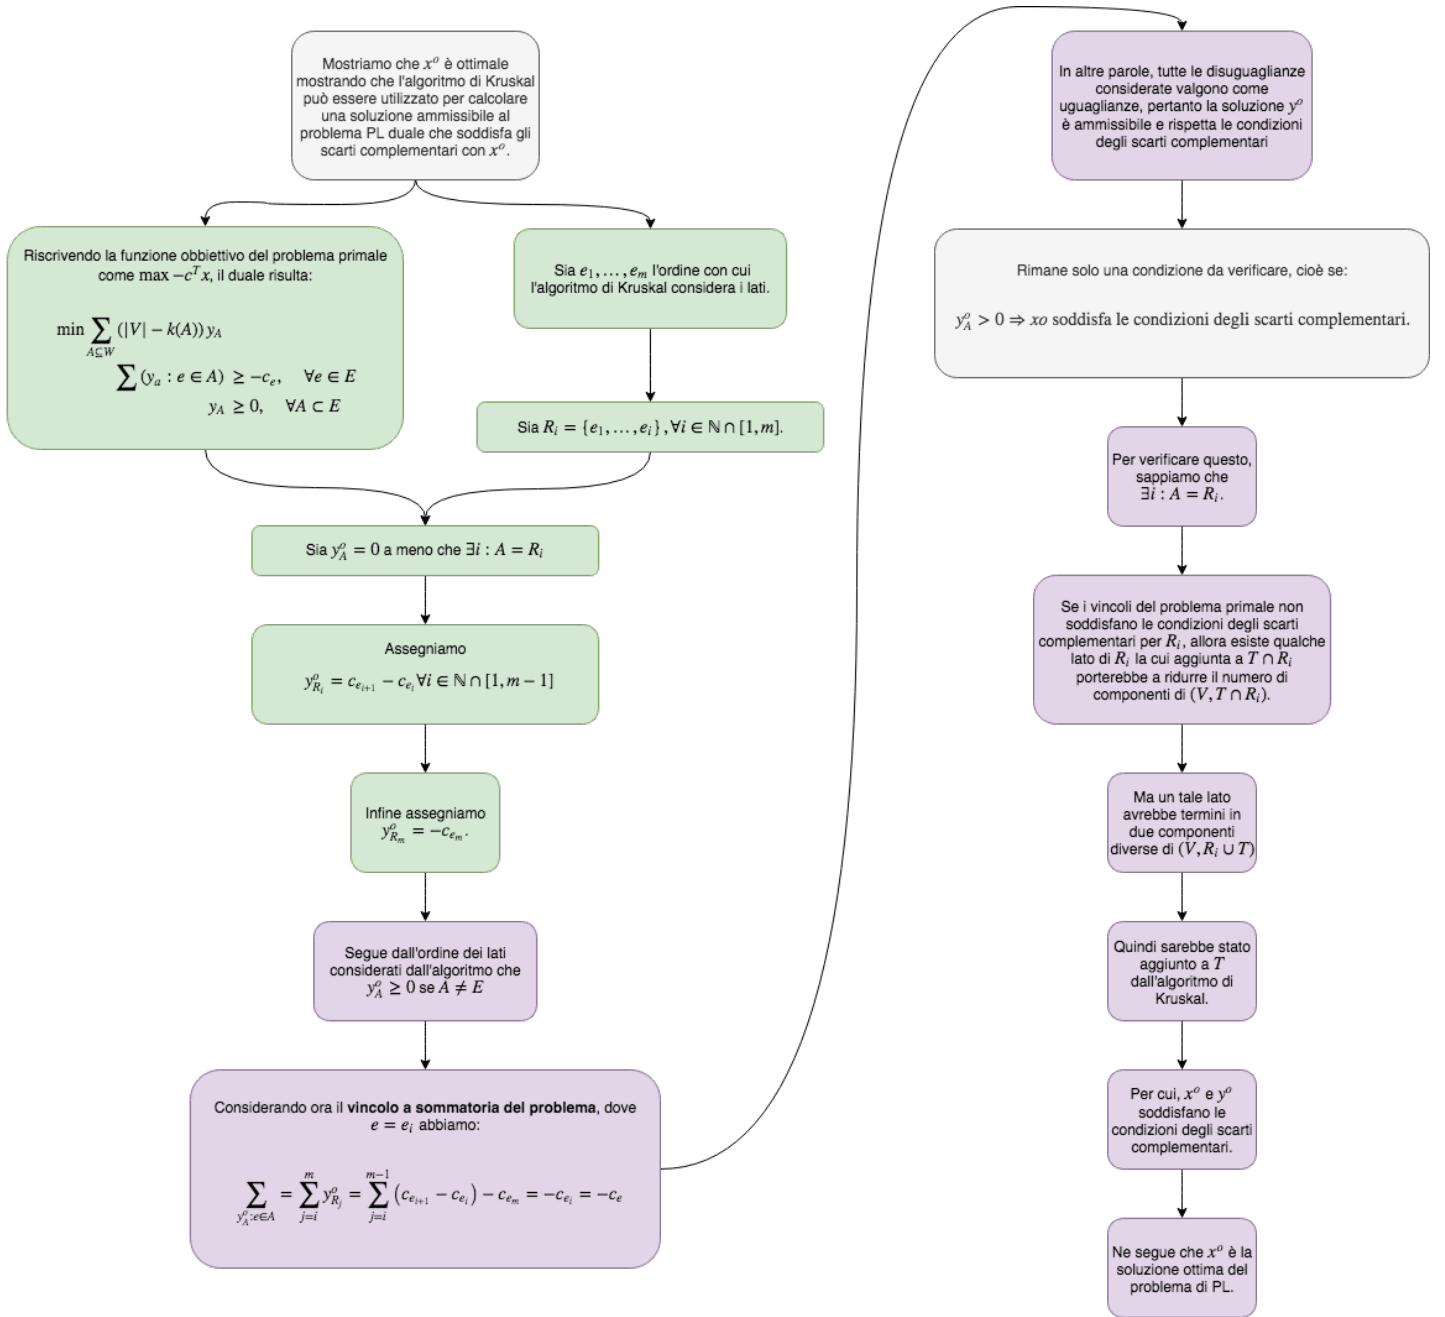 Mostriamo che x^o è ottimale
mostrando che l'algoritmo di Kruskal
può essere utilizzato per calcolare
una soluzione ammissibile al
problema PL duale che soddisfa gli
scarti complementari con x^o.
Riscrivendo la funzione obbiettivo del problema primale
come max −c^T x, il duale risulta:
min ∑_{A⊆W} (|V| − k(A)) y_A
∑ (y_a : e ∈ A) ≥ −c_e, ∀e ∈ E
y_A ≥ 0, ∀A ⊂ E
Sia e_1, … , e_m l'ordine con cui
l'algoritmo di Kruskal considera i lati.
Sia R_i = {e_1, … , e_i}, ∀i ∈ ℕ ∩ [1, m].
Sia y_A^o = 0 a meno che ∃i : A = R_i
Assegniamo
y_{R_i}^o = c_{e_{i+1}} − c_{e_i} ∀i ∈ ℕ ∩ [1, m − 1]
Infine assegniamo
y_{R_m}^o = −c_{e_m}.
Segue dall'ordine dei lati
considerati dall'algoritmo che
y_A^o ≥ 0 se A ≠ E
Considerando ora il vincolo a sommatoria del problema, dove
e = e_i abbiamo:
∑_{y_A^o:e∈A} = ∑_{j=i}^{m} y_{R_j}^o = ∑_{j=i}^{m−1} (c_{e_{i+1}} − c_{e_i}) − c_{e_m} = −c_{e_i} = −c_e
In altre parole, tutte le disuguaglianze
considerate valgono come
uguaglianze, pertanto la soluzione y^o
è ammissibile e rispetta le condizioni
degli scarti complementari
Rimane solo una condizione da verificare, cioè se:
y_A^o > 0 ⇒ xo soddisfa le condizioni degli scarti complementari.
Per verificare questo,
sappiamo che
∃i : A = R_i.
Se i vincoli del problema primale non
soddisfano le condizioni degli scarti
complementari per R_i, allora esiste qualche
lato di R_i la cui aggiunta a T ∩ R_i
porterebbe a ridurre il numero di
componenti di (V, T ∩ R_i).
Ma un tale lato
avrebbe termini in
due componenti
diverse di (V, R_i ∪ T)
Quindi sarebbe stato
aggiunto a T
dall'algoritmo di
Kruskal.
Per cui, x^o e y^o
soddisfano le
condizioni degli scarti
complementari.
Ne segue che x^o è la
soluzione ottima del
problema di PL.